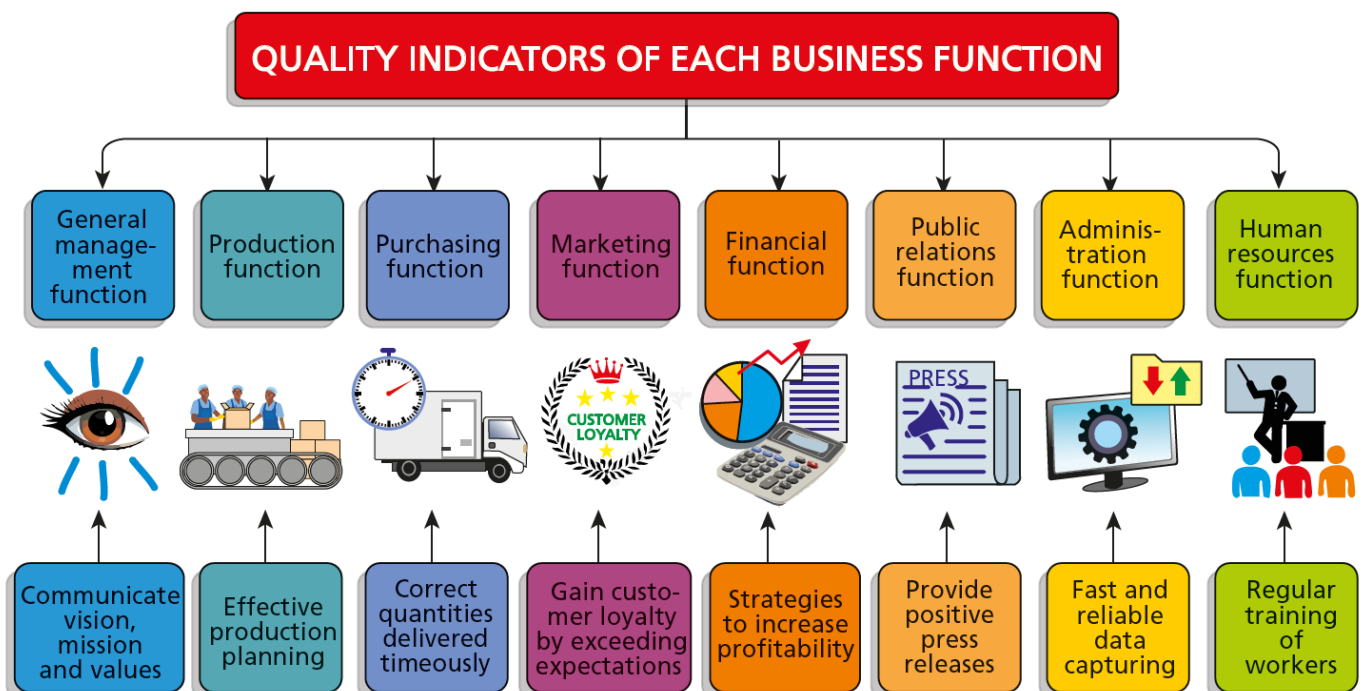 QUALITY INDICATORS OF EACH BUSINESS FUNCTION
General
manage-
ment
function
Production
function
Purchasing
function
Marketing
function
Financial
function
Public
relations
function
Adminis-
tration
function
Human
resources
function
CUSTOMER
LOYALTY
PRESS
Communicate
vision,
mission
and values
Effective
production
planning
Correct
quantities
delivered
timeously
Gain custo-
mer loyalty
by exceeding
expectations
Strategies
to increase
profitability
Provide
positive
press
releases
Fast and
reliable
data
capturing
Regular
training
of
workers